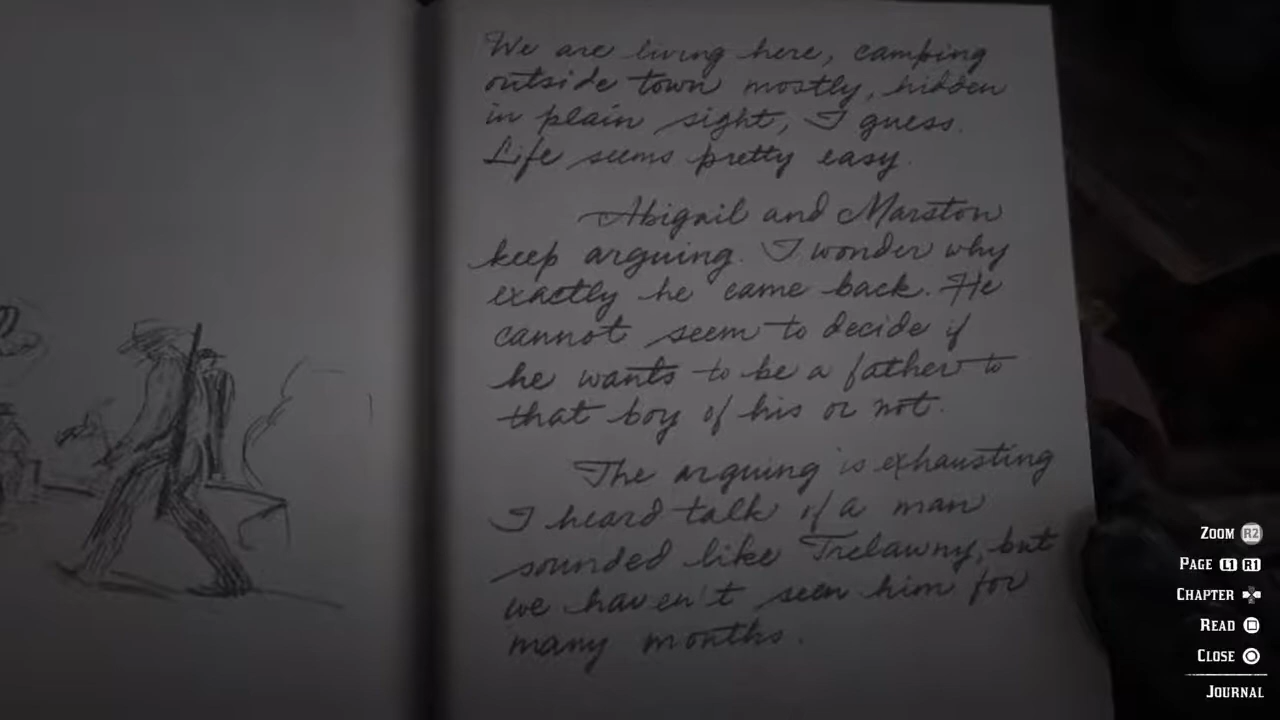 We are living here, camping
outside town mostly, hidden
in plain sight, I guess.
Life seems pretty easy.
Abigail and Marston
keep arguing. I wonder why
exactly he came back. He
cannot seem to decide if
he wants to be a father to
that boy of his or not.
The arguing is exhausting
I heard talk of a man
sounded like Trelawny, but
we haven't seen him for
many months.
ZOOM R2
PAGE L1 R1
CHAPTER
READ
CLOSE
JOURNAL